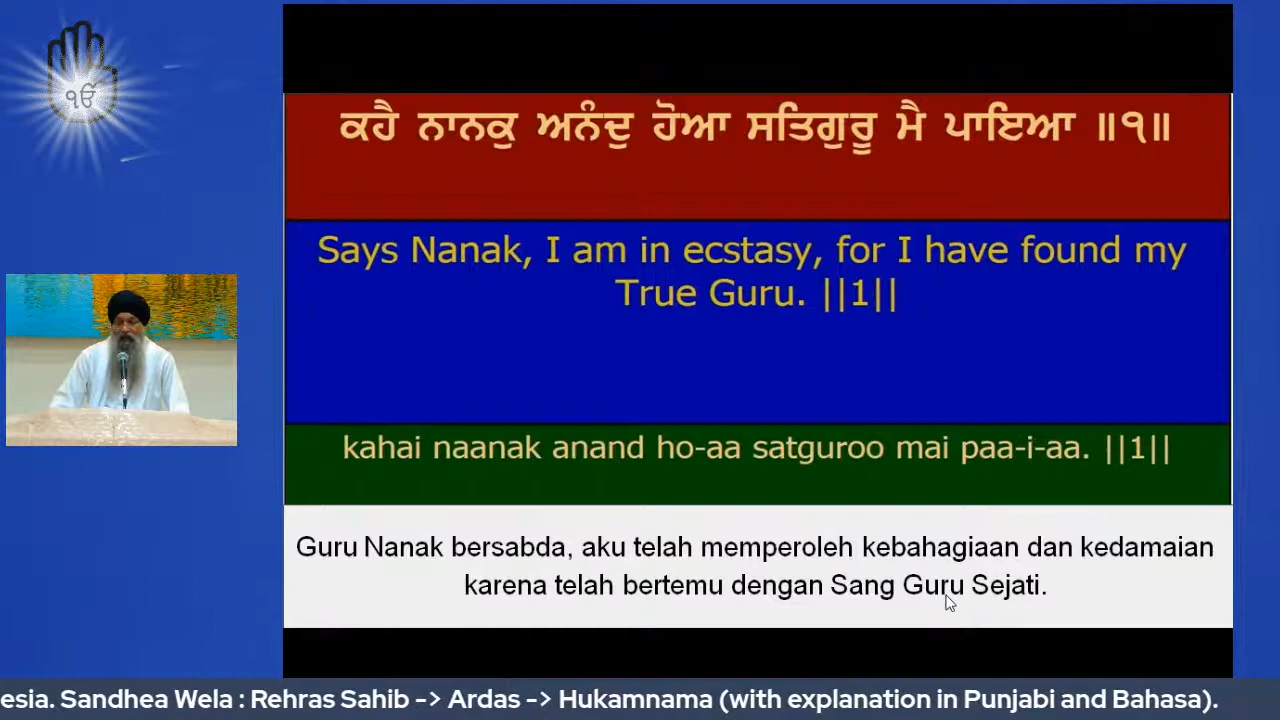 ੴ
ਕਹੈ ਨਾਨਕੁ ਅਨੰਦੁ ਹੋਆ ਸਤਿਗੁਰੂ ਮੈ ਪਾਇਆ ॥੧॥
Says Nanak, I am in ecstasy, for I have found my
True Guru. ||1||
kahai naanak anand ho-aa satguroo mai paa-i-aa. ||1||
Guru Nanak bersabda, aku telah memperoleh kebahagiaan dan kedamaian
karena telah bertemu dengan Sang Guru Sejati.
esia. Sandhea Wela : Rehras Sahib -> Ardas -> Hukamnama (with explanation in Punjabi and Bahasa).